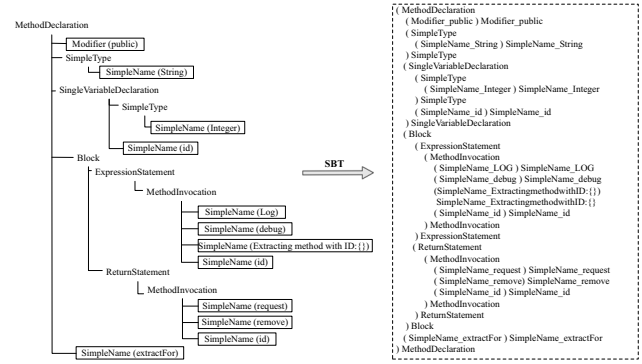 MethodDeclaration
Modifier (public)
SimpleType
SimpleName (String)
SingleVariableDeclaration
SimpleType
SimpleName (Integer)
SimpleName (id)
Block
ExpressionStatement
MethodInvocation
SimpleName (Log)
SimpleName (debug)
SimpleName (Extracting method with ID:{})
SimpleName (id)
ReturnStatement
MethodInvocation
SimpleName (request)
SimpleName (remove)
SimpleName (id)
SimpleName (extractFor)
SBT
( MethodDeclaration
( Modifier_public ) Modifier_public
( SimpleType
( SimpleName_String ) SimpleName_String
) SimpleType
( SingleVariableDeclaration
( SimpleType
( SimpleName_Integer ) SimpleName_Integer
) SimpleType
( SimpleName_id ) SimpleName_id
) SingleVariableDeclaration
( Block
( ExpressionStatement
( MethodInvocation
( SimpleName_LOG ) SimpleName_LOG
( SimpleName_debug ) SimpleName_debug
(SimpleName_ExtractingmethodwithID:{})
SimpleName_ExtractingmethodwithID:{}
( SimpleName_id ) SimpleName_id
) MethodInvocation
) ExpressionStatement
( ReturnStatement
( MethodInvocation
( SimpleName_request ) SimpleName_request
( SimpleName_remove) SimpleName_remove
( SimpleName_id ) SimpleName_id
) MethodInvocation
) ReturnStatement
) Block
( SimpleName_extractFor ) SimpleName_extractFor
) MethodDeclaration